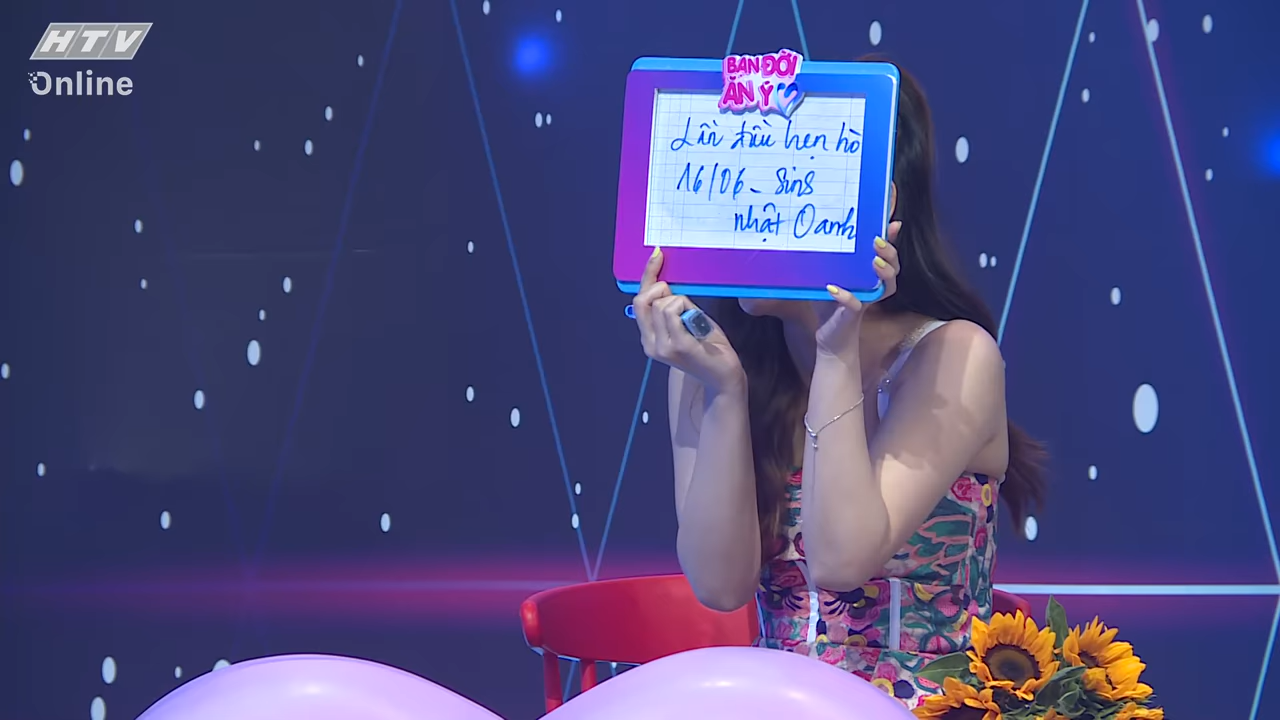 HTV
Online
BẠN ĐỜI
ĂN Ý
Lần đầu hẹn hò
16/06 - Sins
nhật Oanh